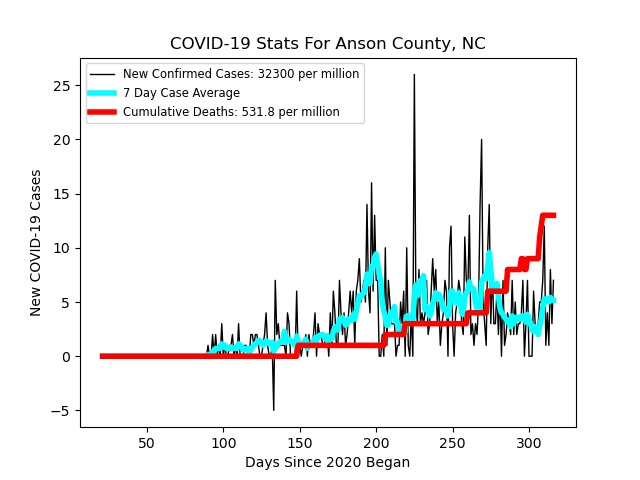 COVID-19 Stats For Anson County, NC
New Confirmed Cases: 32300 per million
7 Day Case Average
Cumulative Deaths: 531.8 per million
New COVID-19 Cases
25
20
15
10
5
0
−5
50 100 150 200 250 300
Days Since 2020 Began